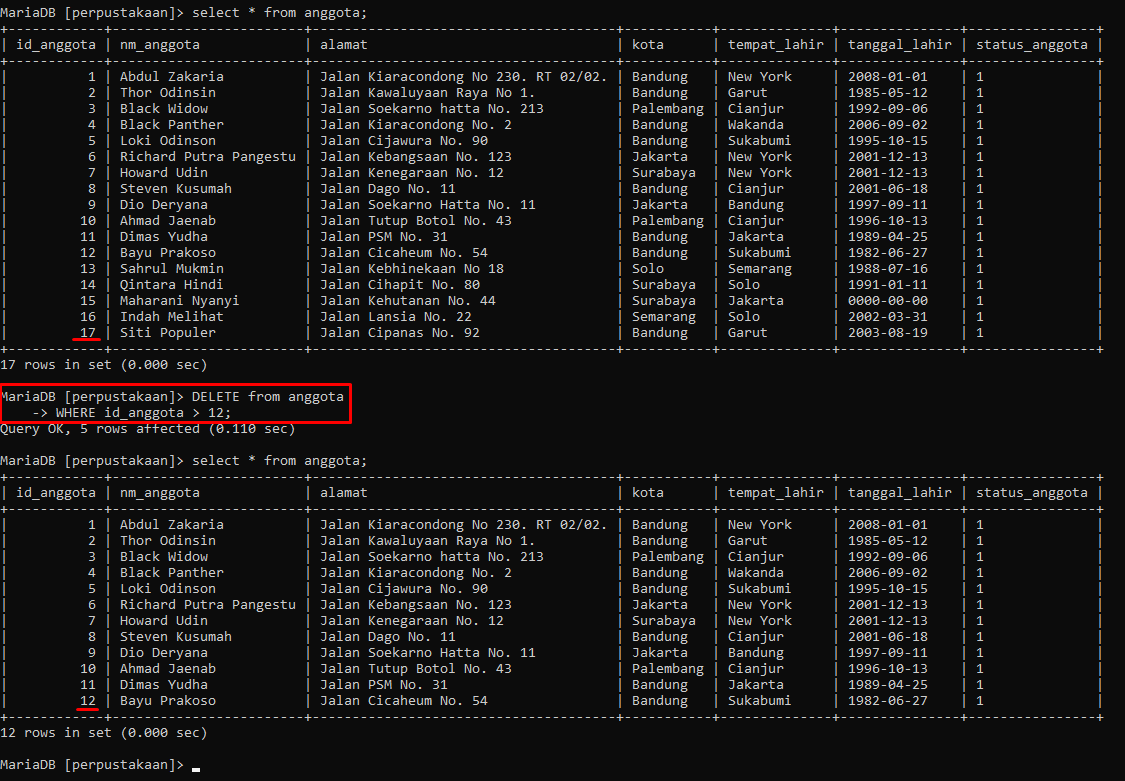 MariaDB [perpustakaan]> select * from anggota;
+------------+------------------------+--------------------------------------+-----------+--------------+---------------+----------------+
| id_anggota | nm_anggota             | alamat                               | kota      | tempat_lahir | tanggal_lahir | status_anggota |
+------------+------------------------+--------------------------------------+-----------+--------------+---------------+----------------+
|          1 | Abdul Zakaria          | Jalan Kiaracondong No 230. RT 02/02. | Bandung   | New York     | 2008-01-01    | 1              |
|          2 | Thor Odinsin           | Jalan Kawaluyaan Raya No 1.          | Bandung   | Garut        | 1985-05-12    | 1              |
|          3 | Black Widow            | Jalan Soekarno hatta No. 213         | Palembang | Cianjur      | 1992-09-06    | 1              |
|          4 | Black Panther          | Jalan Kiaracondong No. 2             | Bandung   | Wakanda      | 2006-09-02    | 1              |
|          5 | Loki Odinson           | Jalan Cijawura No. 90                | Bandung   | Sukabumi     | 1995-10-15    | 1              |
|          6 | Richard Putra Pangestu | Jalan Kebangsaan No. 123             | Jakarta   | New York     | 2001-12-13    | 1              |
|          7 | Howard Udin            | Jalan Kenegaraan No. 12              | Surabaya  | New York     | 2001-12-13    | 1              |
|          8 | Steven Kusumah         | Jalan Dago No. 11                    | Bandung   | Cianjur      | 2001-06-18    | 1              |
|          9 | Dio Deryana            | Jalan Soekarno Hatta No. 11          | Jakarta   | Bandung      | 1997-09-11    | 1              |
|         10 | Ahmad Jaenab           | Jalan Tutup Botol No. 43             | Palembang | Cianjur      | 1996-10-13    | 1              |
|         11 | Dimas Yudha            | Jalan PSM No. 31                     | Bandung   | Jakarta      | 1989-04-25    | 1              |
|         12 | Bayu Prakoso           | Jalan Cicaheum No. 54                | Bandung   | Sukabumi     | 1982-06-27    | 1              |
|         13 | Sahrul Mukmin          | Jalan Kebhinekaan No 18              | Solo      | Semarang     | 1988-07-16    | 1              |
|         14 | Qintara Hindi          | Jalan Cihapit No. 80                 | Surabaya  | Solo         | 1991-01-11    | 1              |
|         15 | Maharani Nyanyi        | Jalan Kehutanan No. 44               | Surabaya  | Jakarta      | 0000-00-00    | 1              |
|         16 | Indah Melihat          | Jalan Lansia No. 22                  | Semarang  | Solo         | 2002-03-31    | 1              |
|         17 | Siti Populer           | Jalan Cipanas No. 92                 | Bandung   | Garut        | 2003-08-19    | 1              |
+------------+------------------------+--------------------------------------+-----------+--------------+---------------+----------------+
17 rows in set (0.000 sec)
MariaDB [perpustakaan]> DELETE from anggota
    -> WHERE id_anggota > 12;
Query OK, 5 rows affected (0.110 sec)
MariaDB [perpustakaan]> select * from anggota;
+------------+------------------------+--------------------------------------+-----------+--------------+---------------+----------------+
| id_anggota | nm_anggota             | alamat                               | kota      | tempat_lahir | tanggal_lahir | status_anggota |
+------------+------------------------+--------------------------------------+-----------+--------------+---------------+----------------+
|          1 | Abdul Zakaria          | Jalan Kiaracondong No 230. RT 02/02. | Bandung   | New York     | 2008-01-01    | 1              |
|          2 | Thor Odinsin           | Jalan Kawaluyaan Raya No 1.          | Bandung   | Garut        | 1985-05-12    | 1              |
|          3 | Black Widow            | Jalan Soekarno hatta No. 213         | Palembang | Cianjur      | 1992-09-06    | 1              |
|          4 | Black Panther          | Jalan Kiaracondong No. 2             | Bandung   | Wakanda      | 2006-09-02    | 1              |
|          5 | Loki Odinson           | Jalan Cijawura No. 90                | Bandung   | Sukabumi     | 1995-10-15    | 1              |
|          6 | Richard Putra Pangestu | Jalan Kebangsaan No. 123             | Jakarta   | New York     | 2001-12-13    | 1              |
|          7 | Howard Udin            | Jalan Kenegaraan No. 12              | Surabaya  | New York     | 2001-12-13    | 1              |
|          8 | Steven Kusumah         | Jalan Dago No. 11                    | Bandung   | Cianjur      | 2001-06-18    | 1              |
|          9 | Dio Deryana            | Jalan Soekarno Hatta No. 11          | Jakarta   | Bandung      | 1997-09-11    | 1              |
|         10 | Ahmad Jaenab           | Jalan Tutup Botol No. 43             | Palembang | Cianjur      | 1996-10-13    | 1              |
|         11 | Dimas Yudha            | Jalan PSM No. 31                     | Bandung   | Jakarta      | 1989-04-25    | 1              |
|         12 | Bayu Prakoso           | Jalan Cicaheum No. 54                | Bandung   | Sukabumi     | 1982-06-27    | 1              |
+------------+------------------------+--------------------------------------+-----------+--------------+---------------+----------------+
12 rows in set (0.000 sec)
MariaDB [perpustakaan]> _